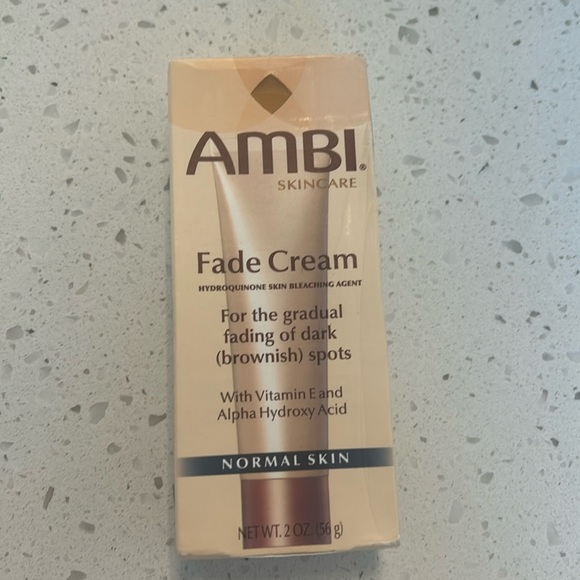 AMBI®
SKINCARE
Fade Cream
HYDROQUINONE SKIN BLEACHING AGENT
For the gradual
fading of dark
(brownish) spots
With Vitamin E and
Alpha Hydroxy Acid
NORMAL SKIN
NET WT. 2 OZ. (56 g)